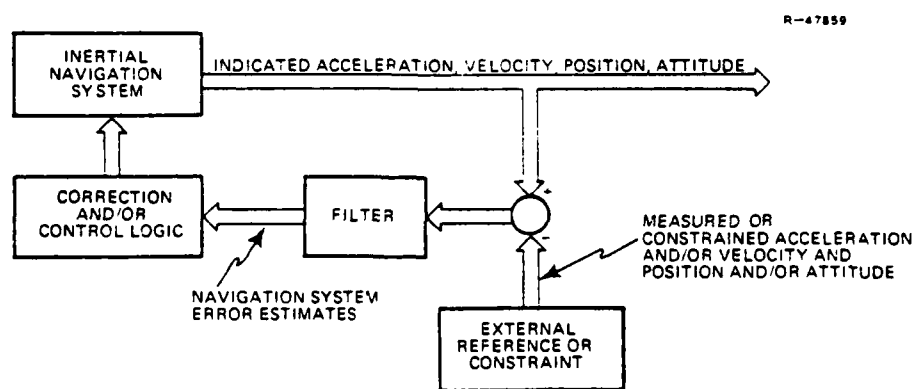 R-47859
INERTIAL
NAVIGATION
SYSTEM
INDICATED ACCELERATION, VELOCITY, POSITION, ATTITUDE
CORRECTION
AND/OR
CONTROL LOGIC
FILTER
+
-
MEASURED OR
CONSTRAINED ACCELERATION
AND/OR VELOCITY AND
POSITION AND/OR ATTITUDE
NAVIGATION SYSTEM
ERROR ESTIMATES
EXTERNAL
REFERENCE OR
CONSTRAINT